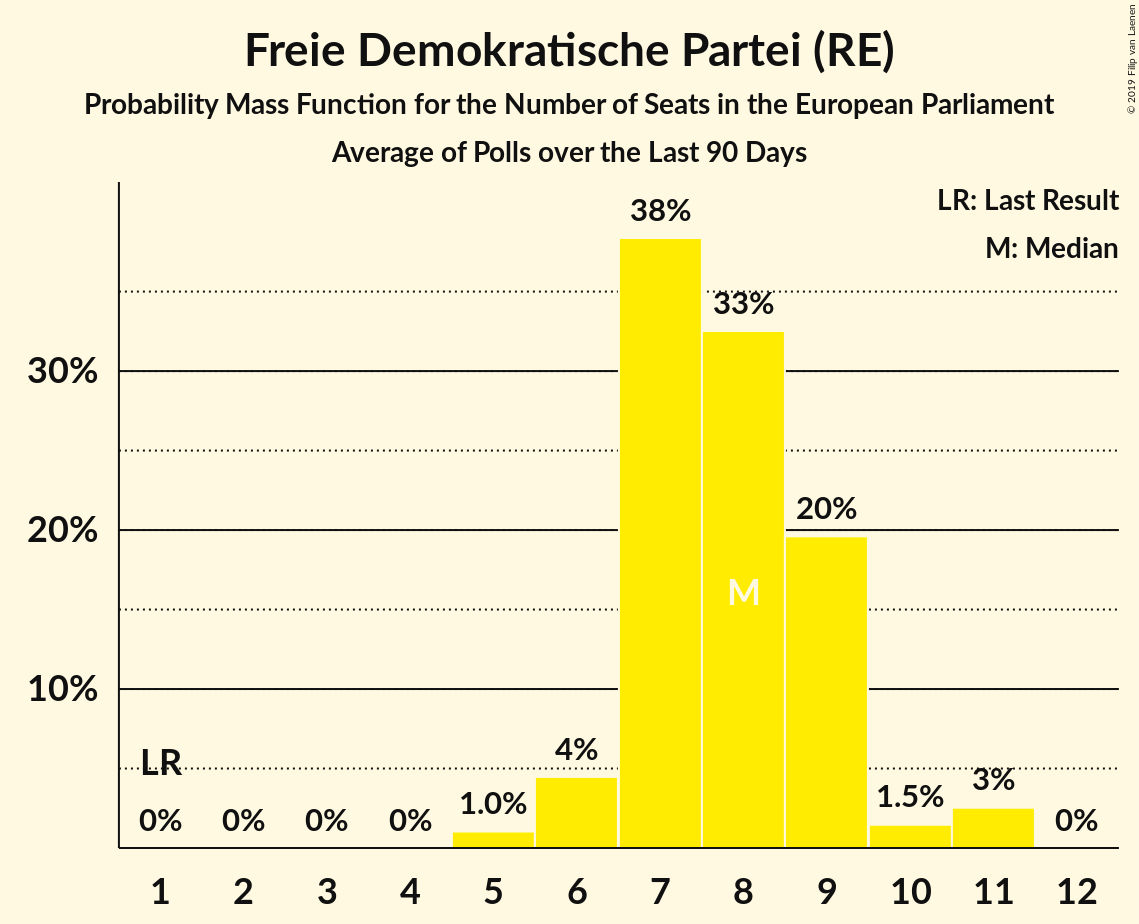 Freie Demokratische Partei (RE)
Probability Mass Function for the Number of Seats in the European Parliament
Average of Polls over the Last 90 Days
© 2019 Filip van Laenen
LR: Last Result
M: Median
38%
33%
30%
20%
20%
M
10%
LR
4%
3%
1.0%
1.5%
0%
0%
0%
0%
0%
1 2 3 4 5 6 7 8 9 10 11 12